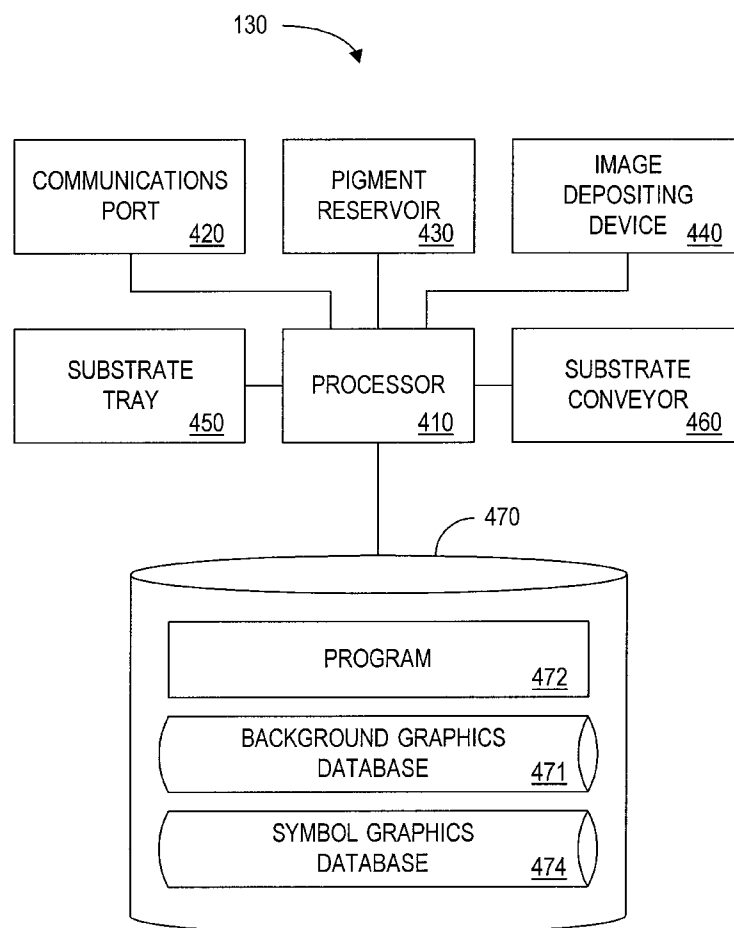 130
COMMUNICATIONS
PORT
420
PIGMENT
RESERVOIR
430
IMAGE
DEPOSITING
DEVICE
440
SUBSTRATE
TRAY
450
PROCESSOR
410
SUBSTRATE
CONVEYOR
460
470
PROGRAM
472
BACKGROUND GRAPHICS
DATABASE
471
SYMBOL GRAPHICS
DATABASE
474